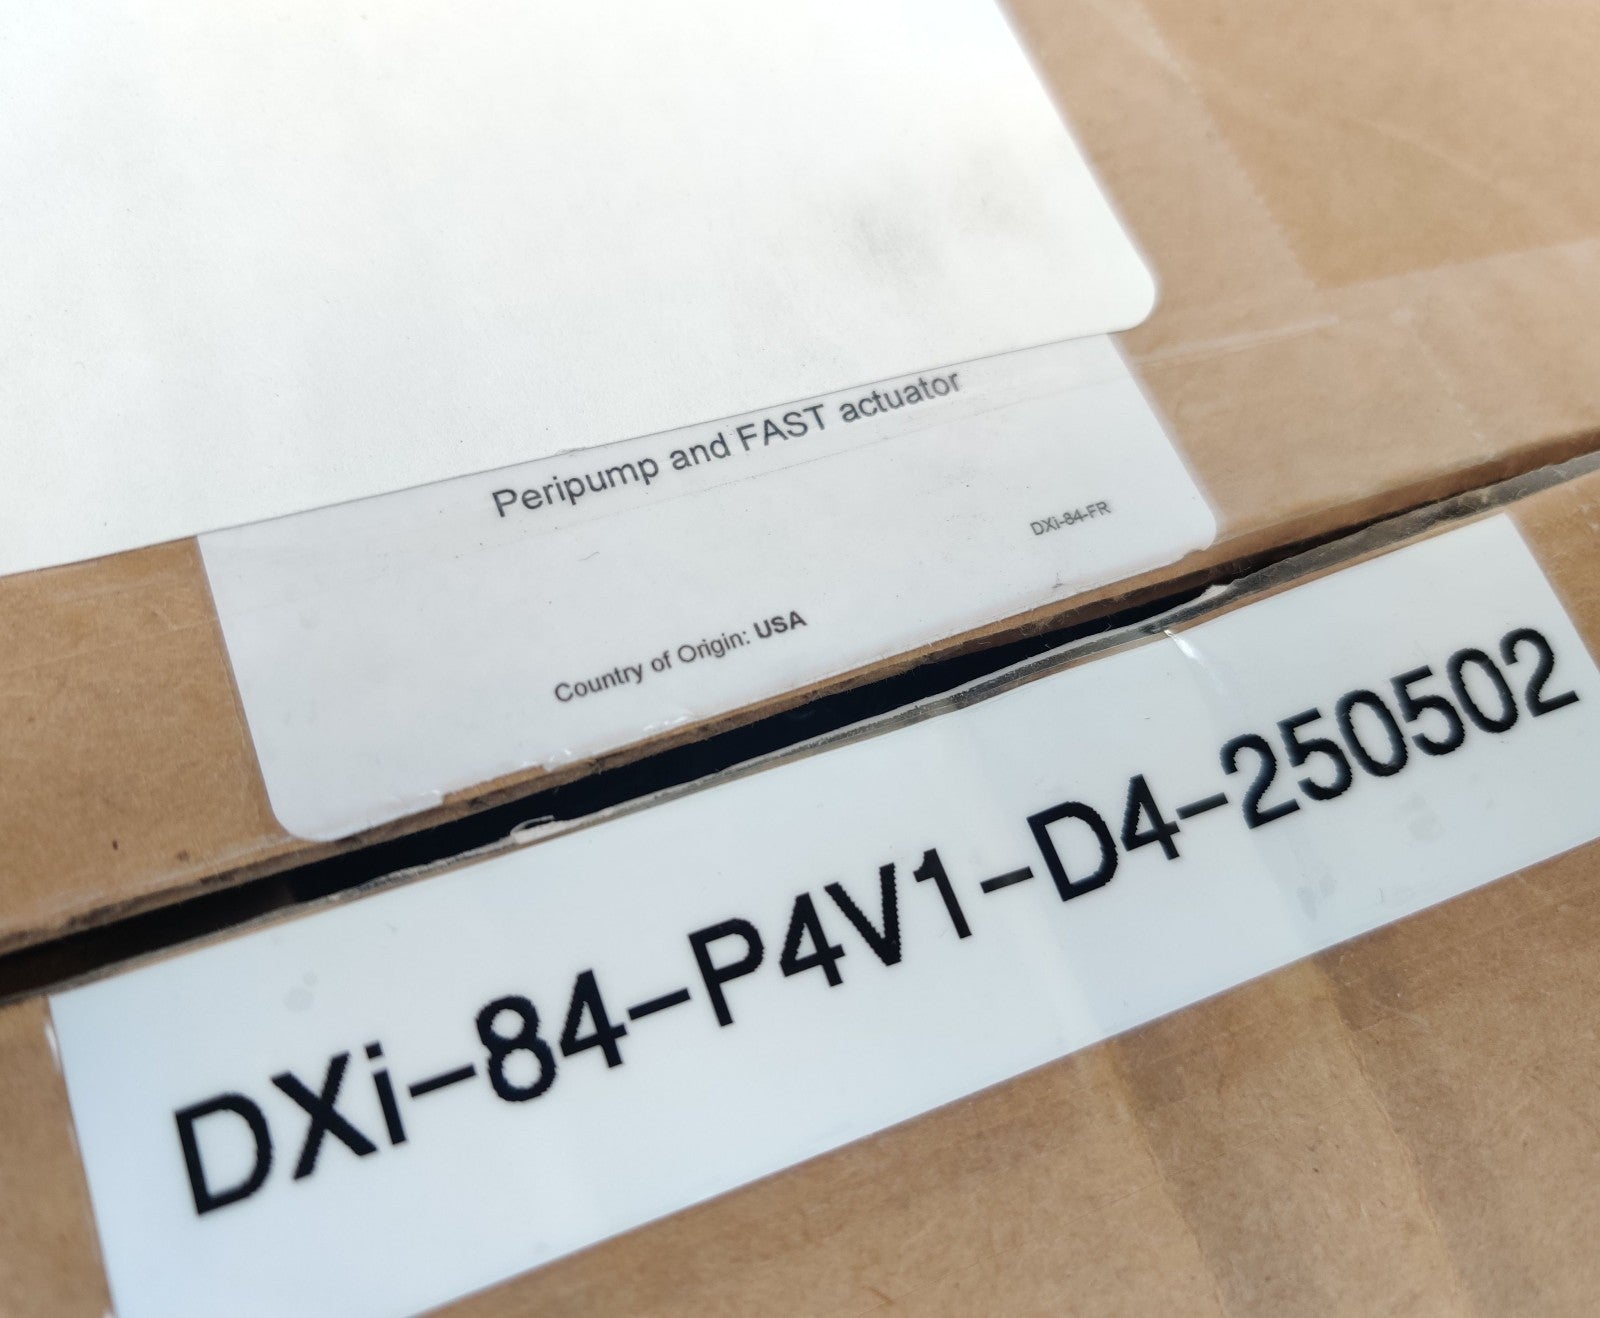 Peripump and FAST actuator
DXi-84-FR
Country of Origin: USA
DXi-84-P4V1-D4-250502